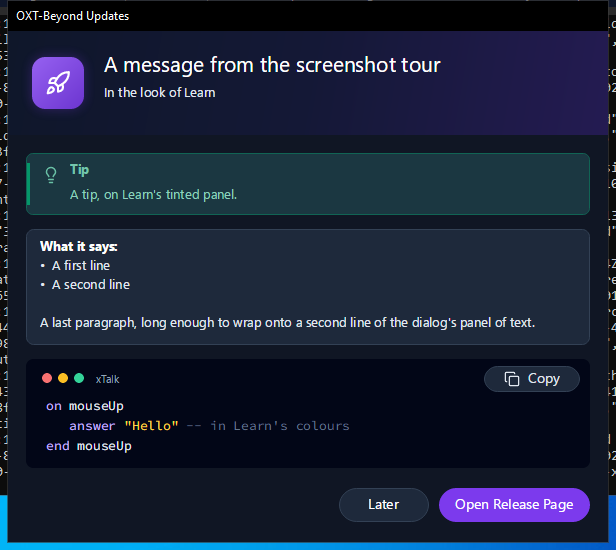 OXT-Beyond Updates
A message from the screenshot tour
In the look of Learn
Tip
A tip, on Learn's tinted panel.
What it says:
• A first line
• A second line
A last paragraph, long enough to wrap onto a second line of the dialog's panel of text.
xTalk
Copy
on mouseUp
answer "Hello" -- in Learn's colours
end mouseUp
Later
Open Release Page